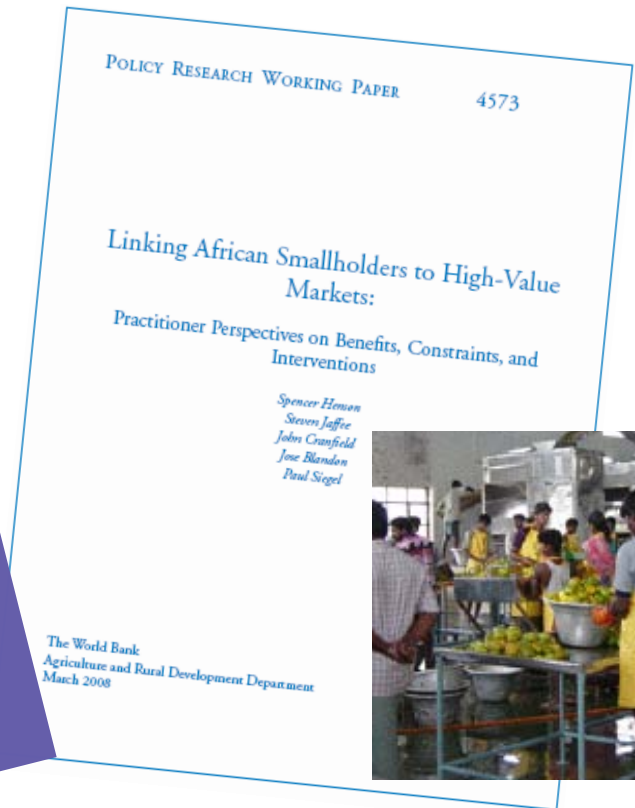 POLICY RESEARCH WORKING PAPER 4573
Linking African Smallholders to High-Value
Markets:
Practitioner Perspectives on Benefits, Constraints, and
Interventions
Spencer Henson
Steven Jaffee
John Cranfield
Jose Blandon
Paul Siegel
The World Bank
Agriculture and Rural Development Department
March 2008